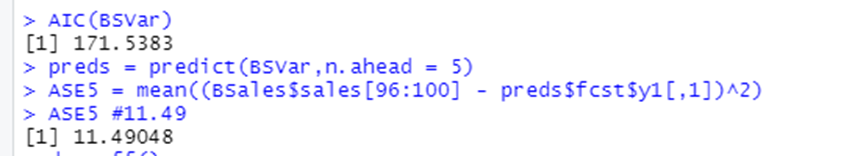 > AIC(BSVar)
[1] 171.5383
> preds = predict(BSVar,n.ahead = 5)
> ASE5 = mean((BSales$sales[96:100] - preds$fcst$y1[,1])^2)
> ASE5 #11.49
[1] 11.49048